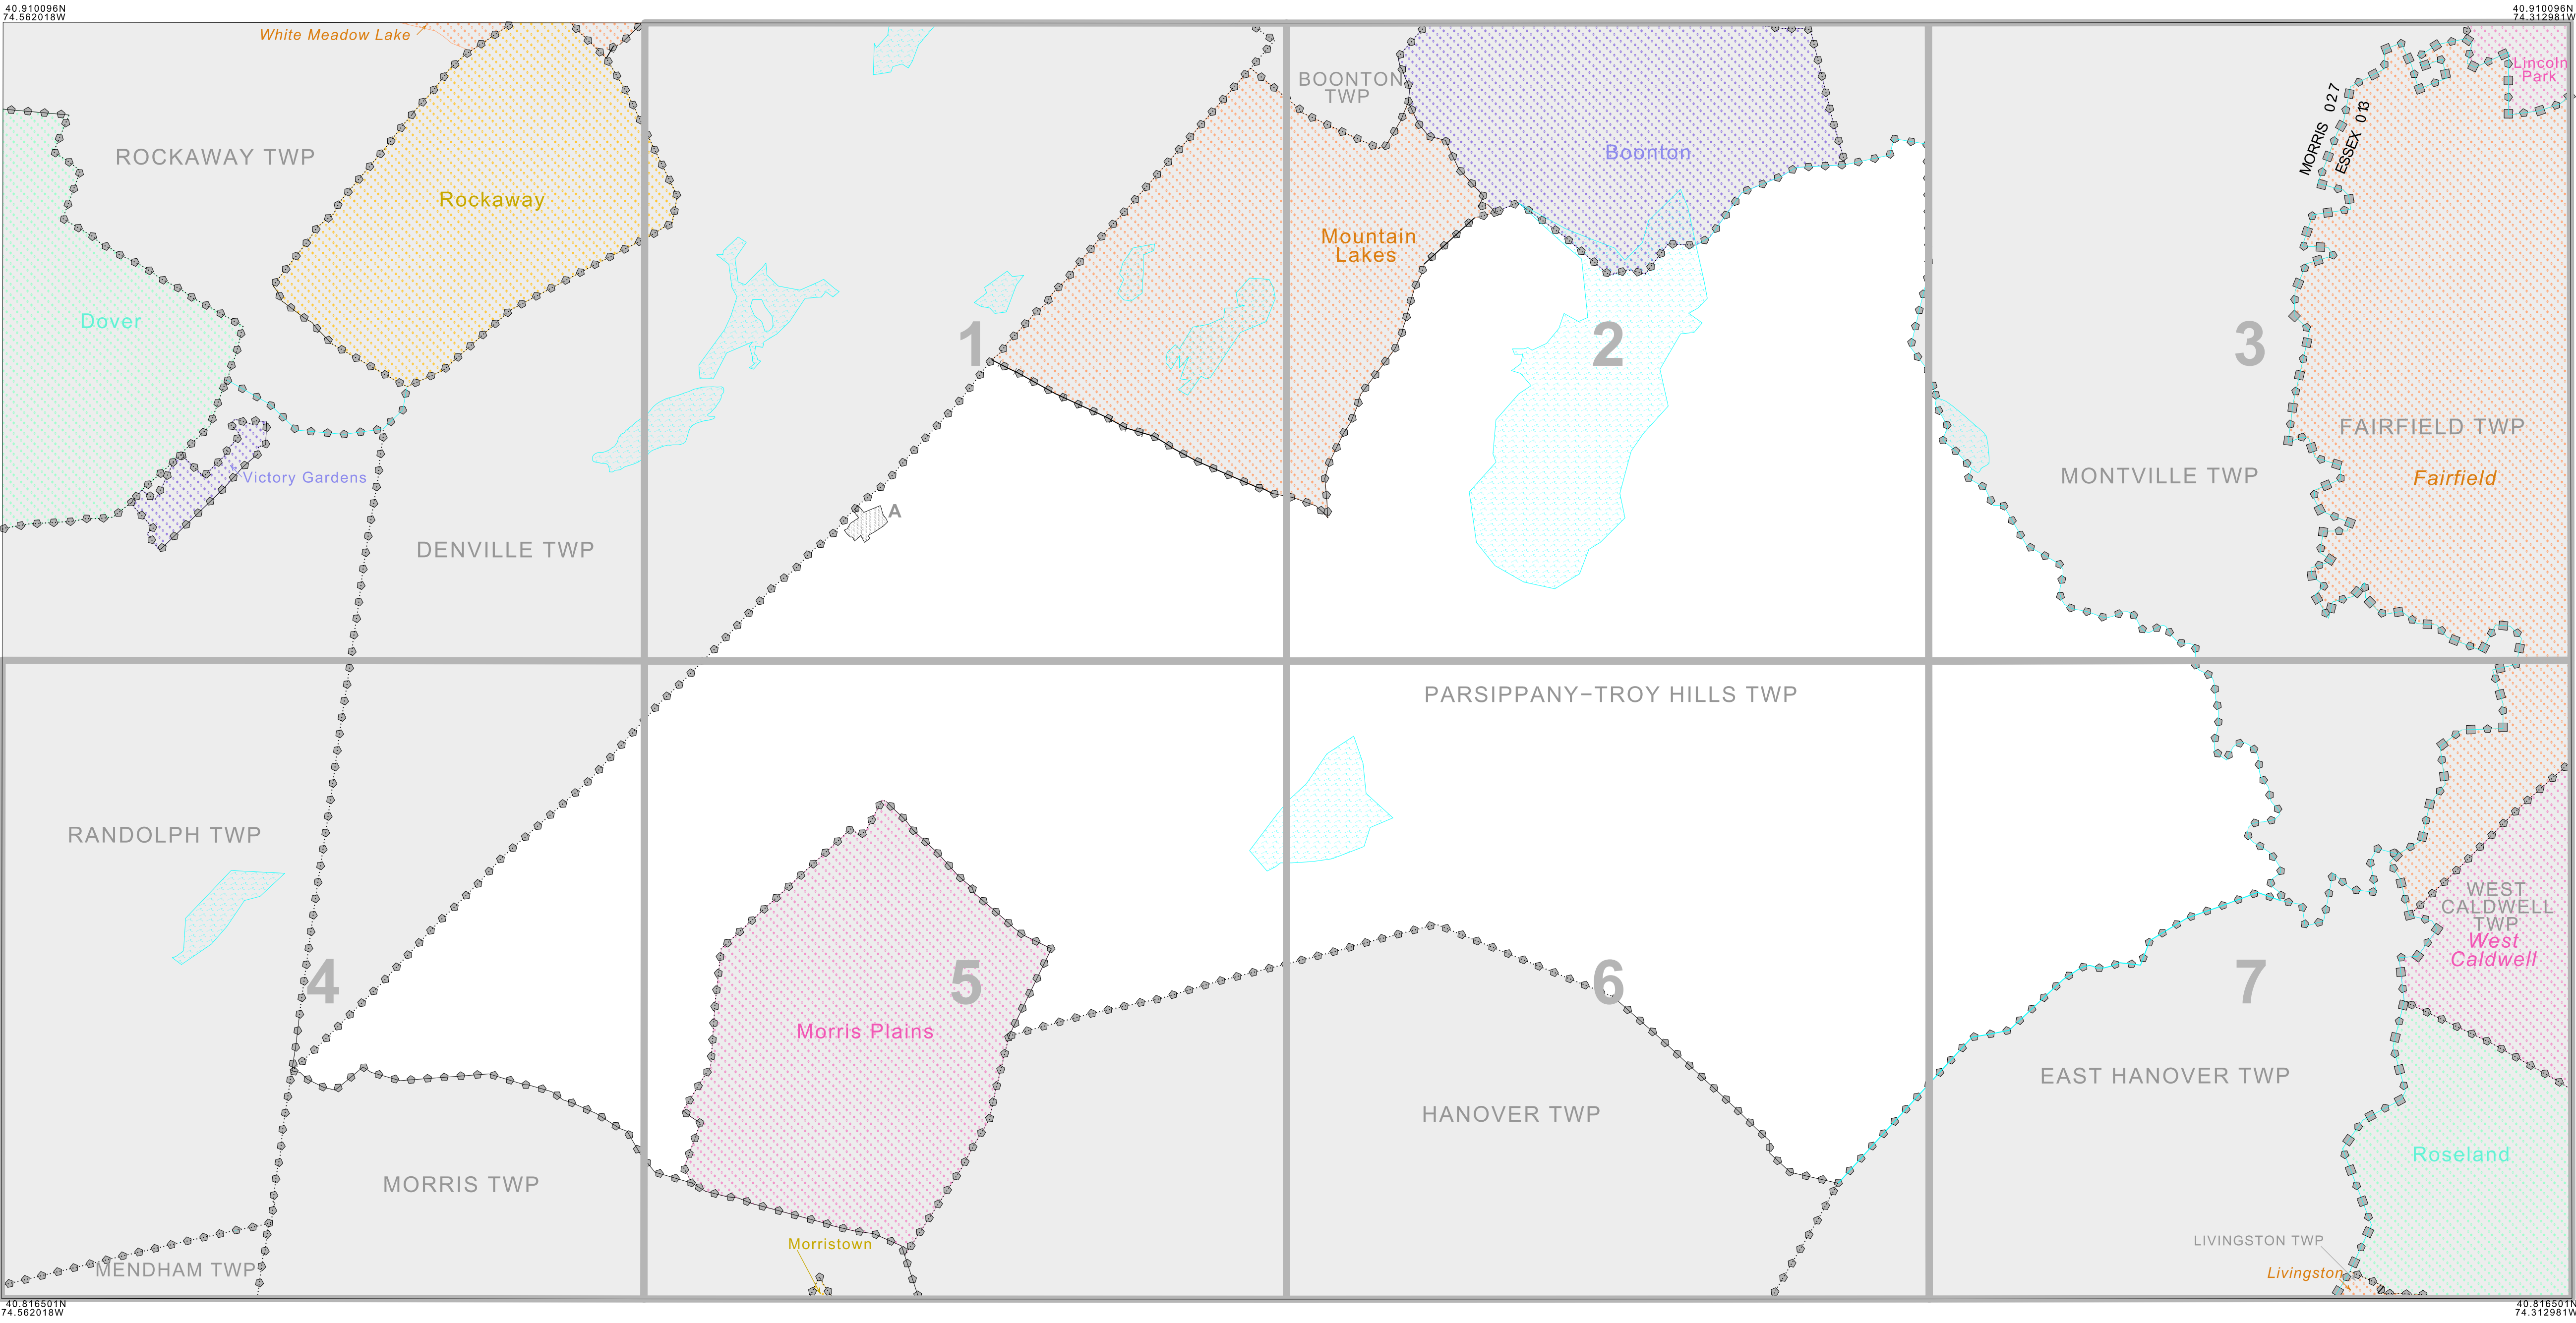 40.910096N
74.562018W
40.910096N
74.312981W
White Meadow Lake
Lincoln
Park
BOONTON
TWP
MORRIS 027
ESSEX 013
ROCKAWAY TWP
Boonton
Rockaway
Mountain
Lakes
Dover
1
2
3
FAIRFIELD TWP
Fairfield
Victory Gardens
MONTVILLE TWP
A
DENVILLE TWP
PARSIPPANY-TROY HILLS TWP
RANDOLPH TWP
WEST
CALDWELL
TWP
West
Caldwell
4
5
6
7
Morris Plains
EAST HANOVER TWP
HANOVER TWP
Roseland
MORRIS TWP
LIVINGSTON TWP
Morristown
MENDHAM TWP
Livingston
40.816501N
74.562018W
40.816501N
74.312981W